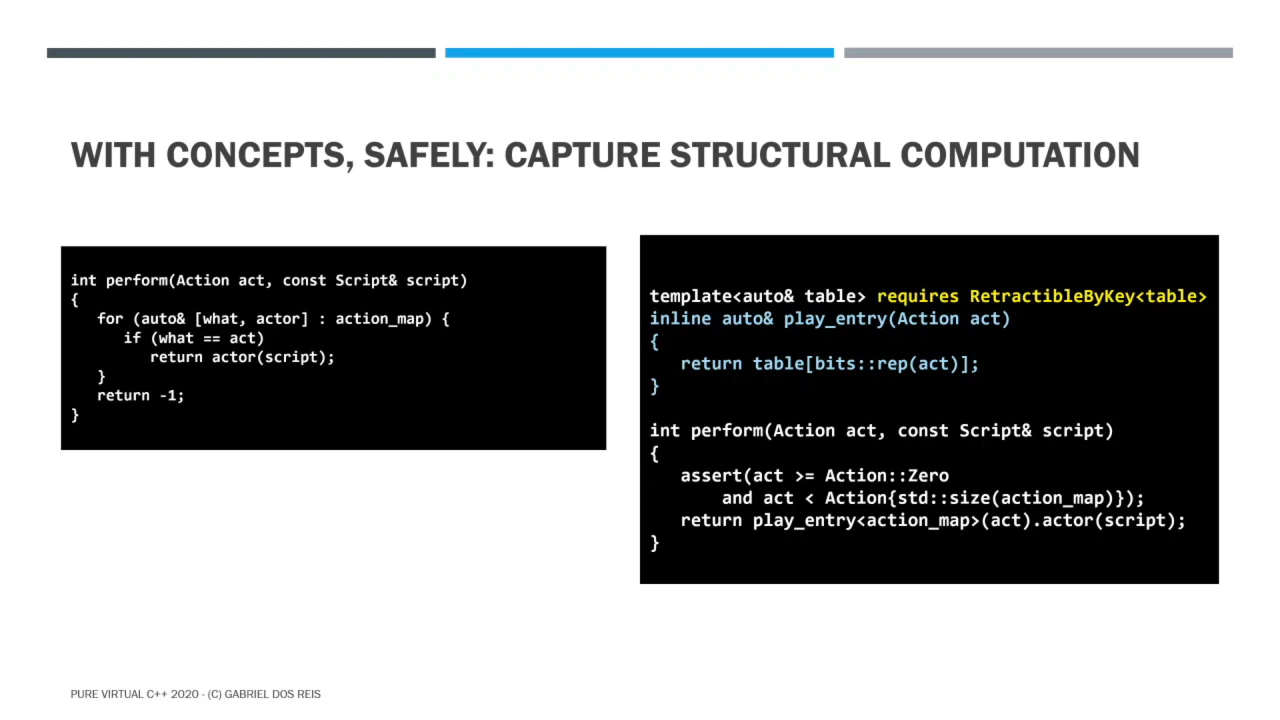 WITH CONCEPTS, SAFELY: CAPTURE STRUCTURAL COMPUTATION
int perform(Action act, const Script& script)
{
   for (auto& [what, actor] : action_map) {
      if (what == act)
         return actor(script);
   }
   return -1;
}
template<auto& table> requires RetractibleByKey<table>
inline auto& play_entry(Action act)
{
   return table[bits::rep(act)];
}
int perform(Action act, const Script& script)
{
   assert(act >= Action::Zero
       and act < Action{std::size(action_map)});
   return play_entry<action_map>(act).actor(script);
}
PURE VIRTUAL C++ 2020 - (C) GABRIEL DOS REIS